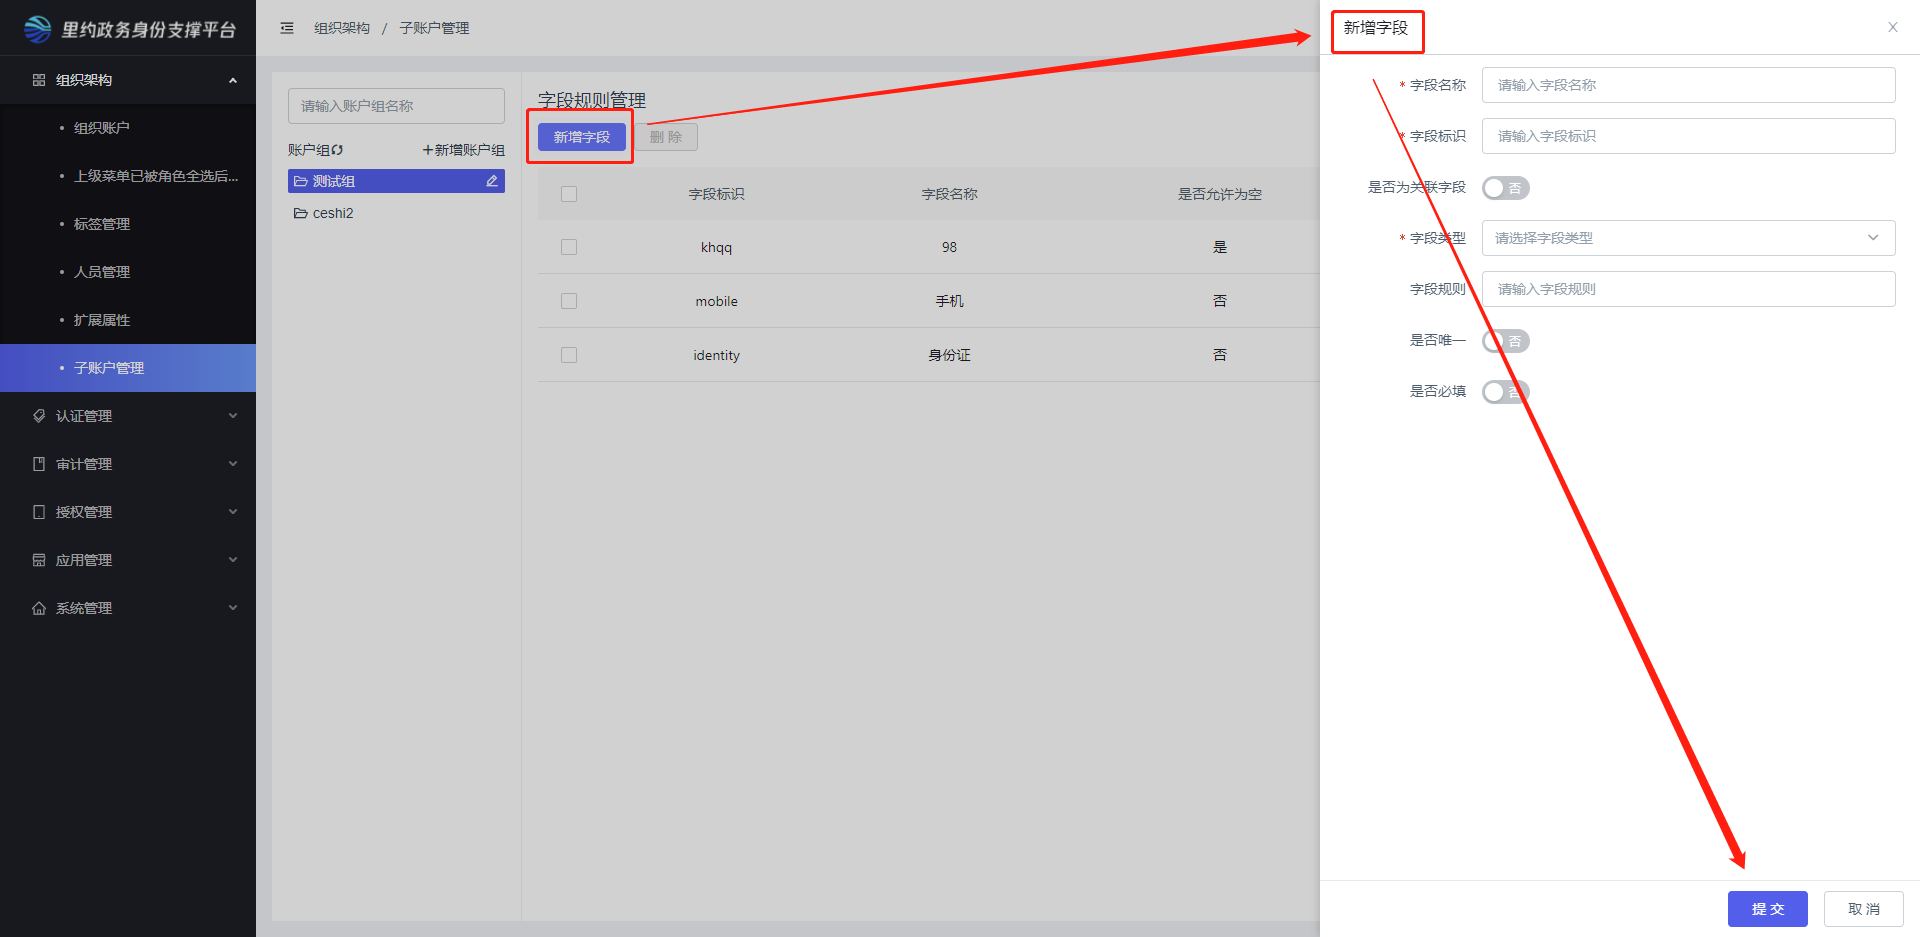 里约政务身份支撑平台
组织架构
组织账户
上级菜单已被角色全选后...
标签管理
人员管理
扩展属性
子账户管理
认证管理
审计管理
授权管理
应用管理
系统管理
组织架构 / 子账户管理
请输入账户组名称
账户组 +新增账户组
测试组
ceshi2
字段规则管理
新增字段 删 除
字段标识 字段名称 是否允许为空
khqq 98 是
mobile 手机 否
identity 身份证 否
新增字段 X
* 字段名称 请输入字段名称
* 字段标识 请输入字段标识
是否为关联字段 否
* 字段类型 请选择字段类型
字段规则 请输入字段规则
是否唯一 否
是否必填 否
提 交 取 消